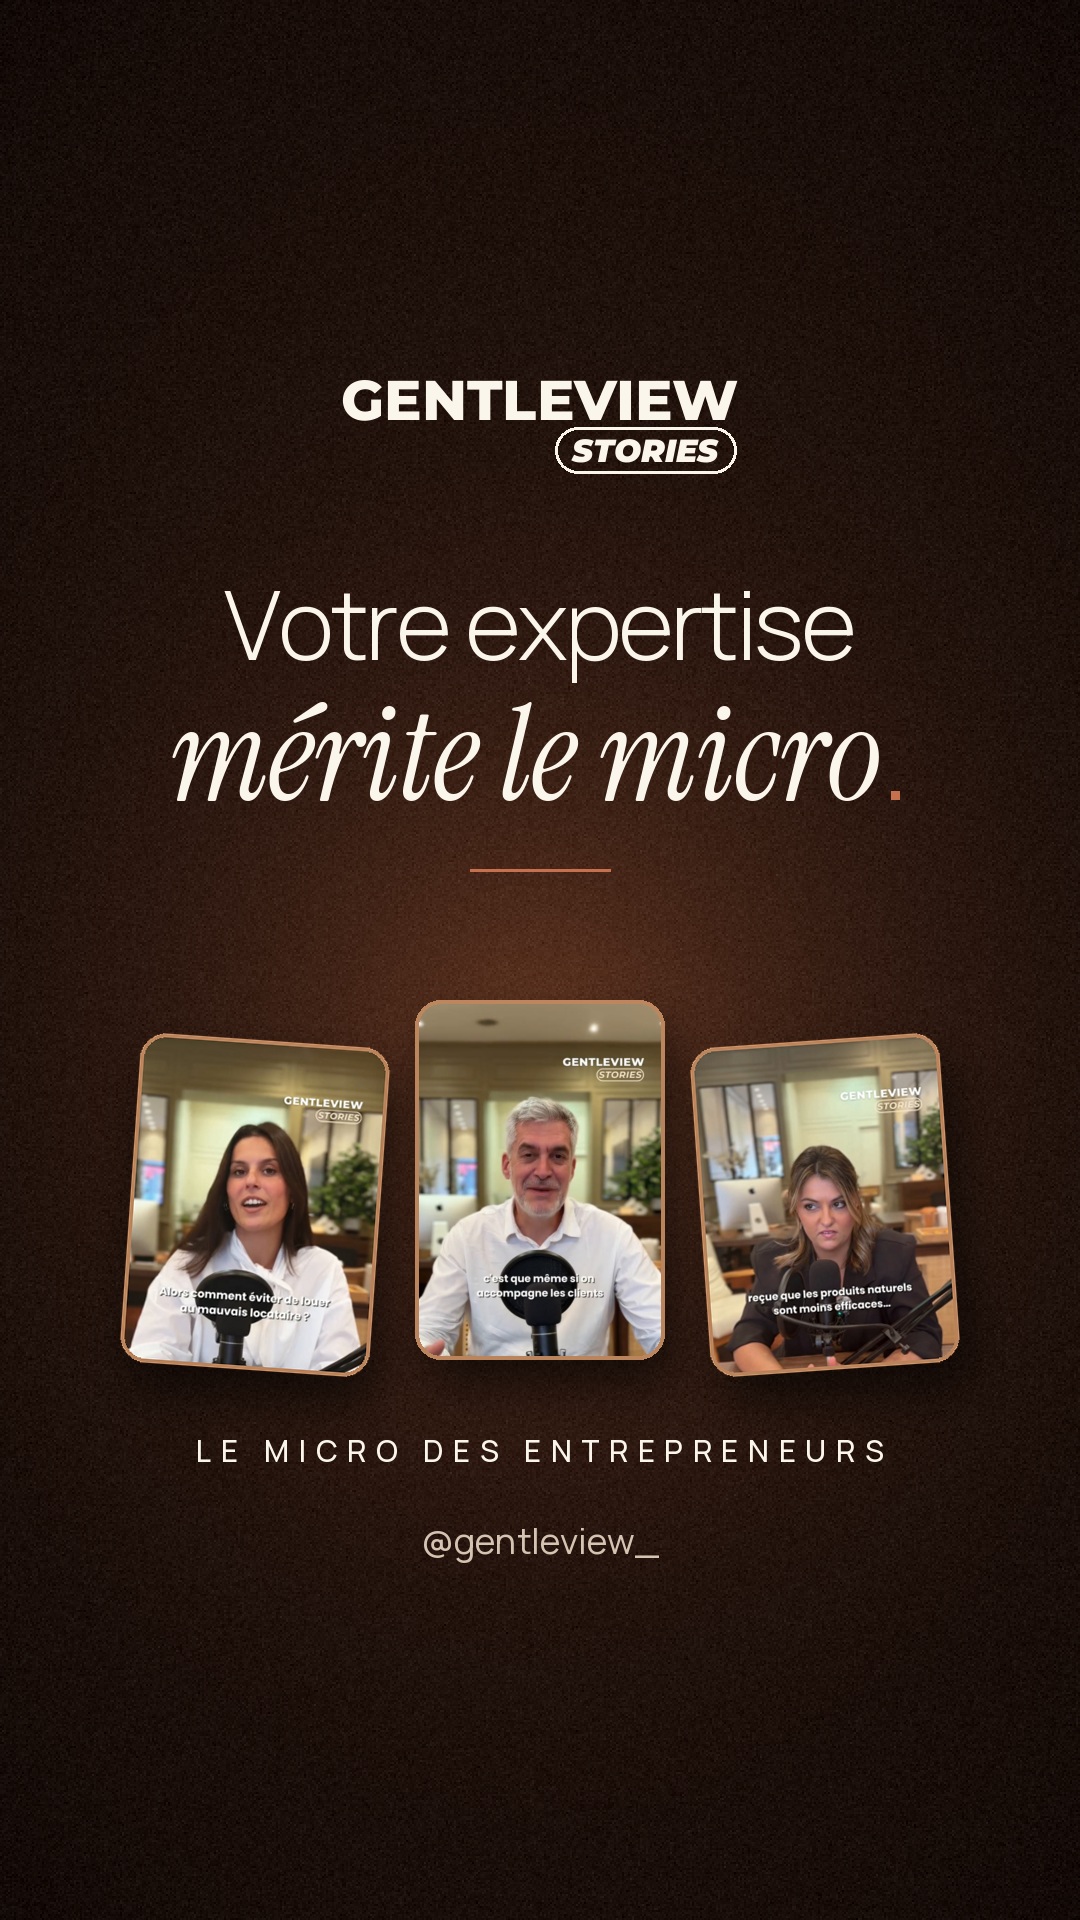 GENTLEVIEW
STORIES
Votre expertise
mérite le micro.
GENTLEVIEW
STORIES
Alors comment éviter de louer
au mauvais locataire ?
GENTLEVIEW
STORIES
c'est que même si on
accompagne les clients
GENTLEVIEW
STORIES
reçue que les produits naturels
sont moins efficaces...
LE MICRO DES ENTREPRENEURS
@gentleview_